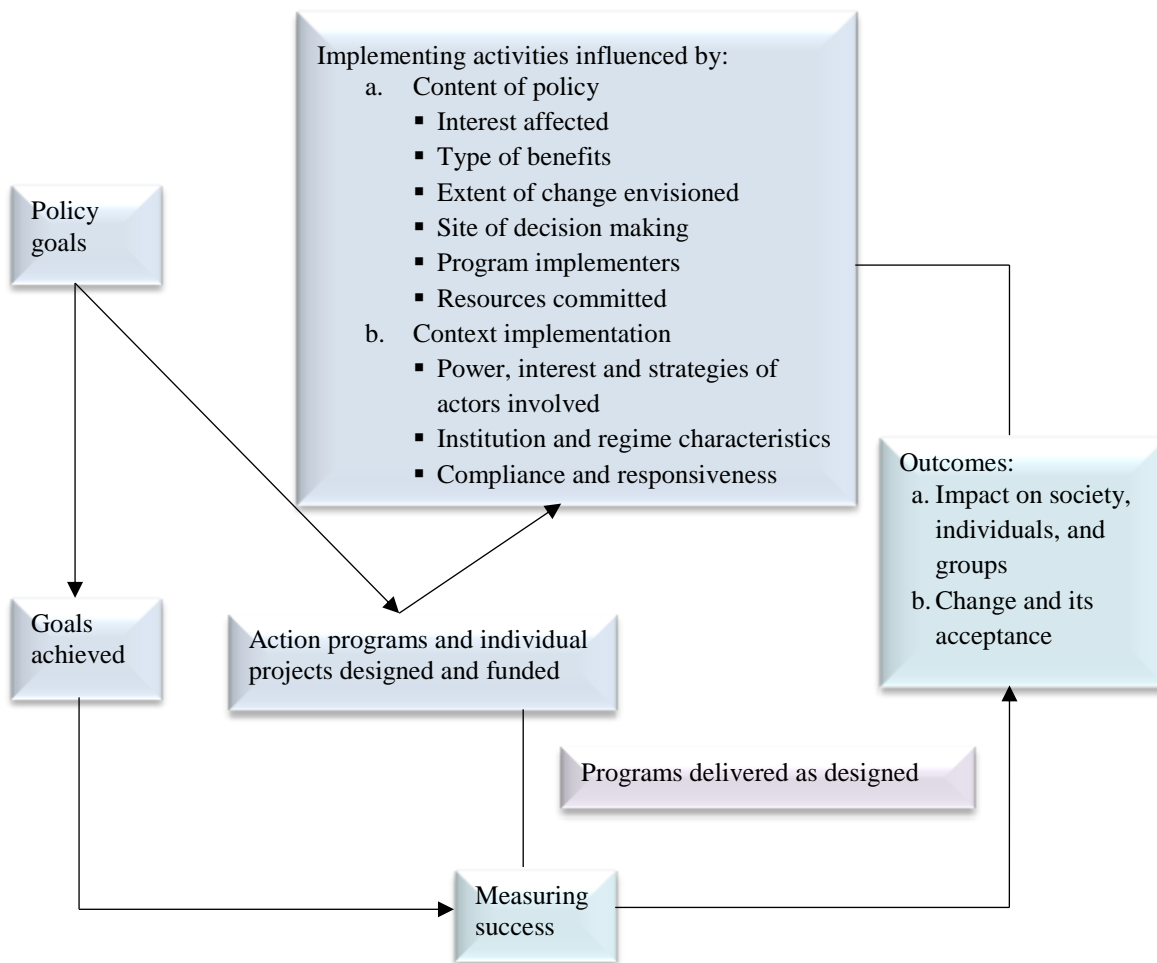 Implementing activities influenced by:
a. Content of policy
▪ Interest affected
▪ Type of benefits
▪ Extent of change envisioned
▪ Site of decision making
▪ Program implementers
▪ Resources committed
b. Context implementation
▪ Power, interest and strategies of
actors involved
▪ Institution and regime characteristics
▪ Compliance and responsiveness
Policy
goals
Outcomes:
a. Impact on society,
individuals, and
groups
b. Change and its
acceptance
Goals
achieved
Action programs and individual
projects designed and funded
Programs delivered as designed
Measuring
success